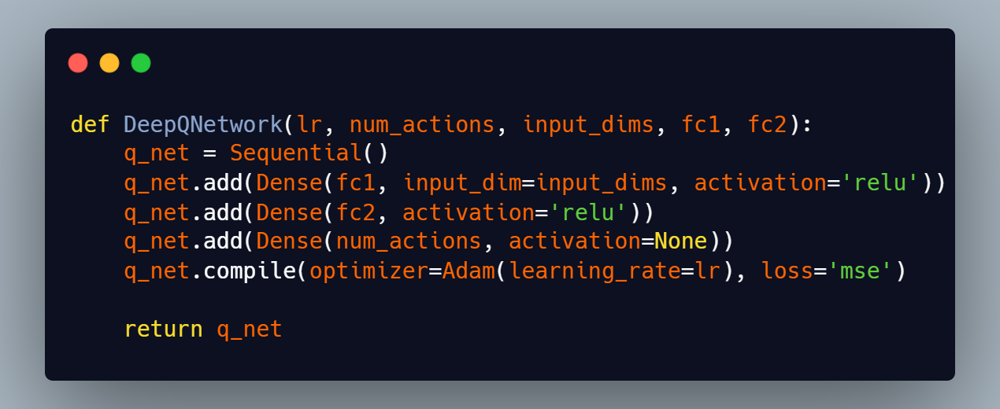 def DeepQNetwork(lr, num_actions, input_dims, fc1, fc2):
    q_net = Sequential()
    q_net.add(Dense(fc1, input_dim=input_dims, activation='relu'))
    q_net.add(Dense(fc2, activation='relu'))
    q_net.add(Dense(num_actions, activation=None))
    q_net.compile(optimizer=Adam(learning_rate=lr), loss='mse')

    return q_net